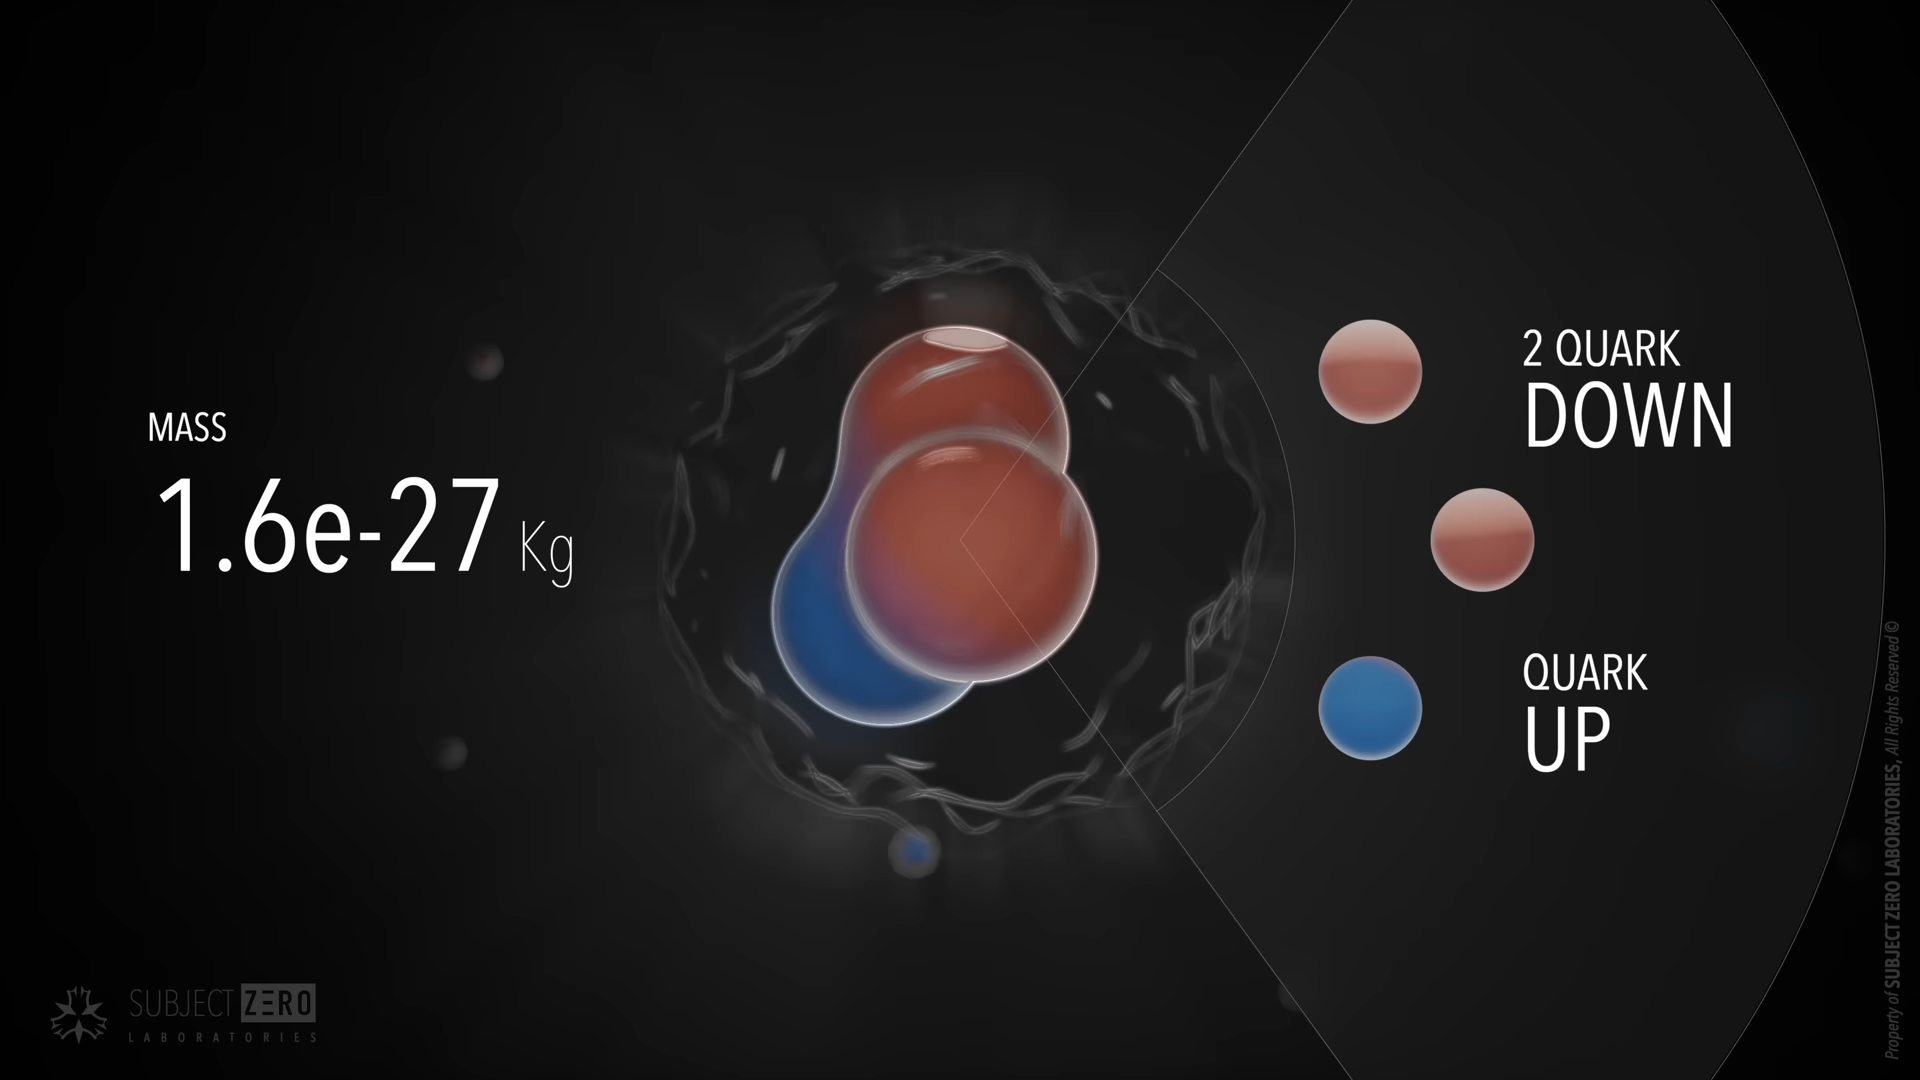 MASS
1.6e-27 Kg
2 QUARK
DOWN
QUARK
UP
SUBJECT ZERO
LABORATORIES
Property of SUBJECT ZERO LABORATORIES, All Rights Reserved ©